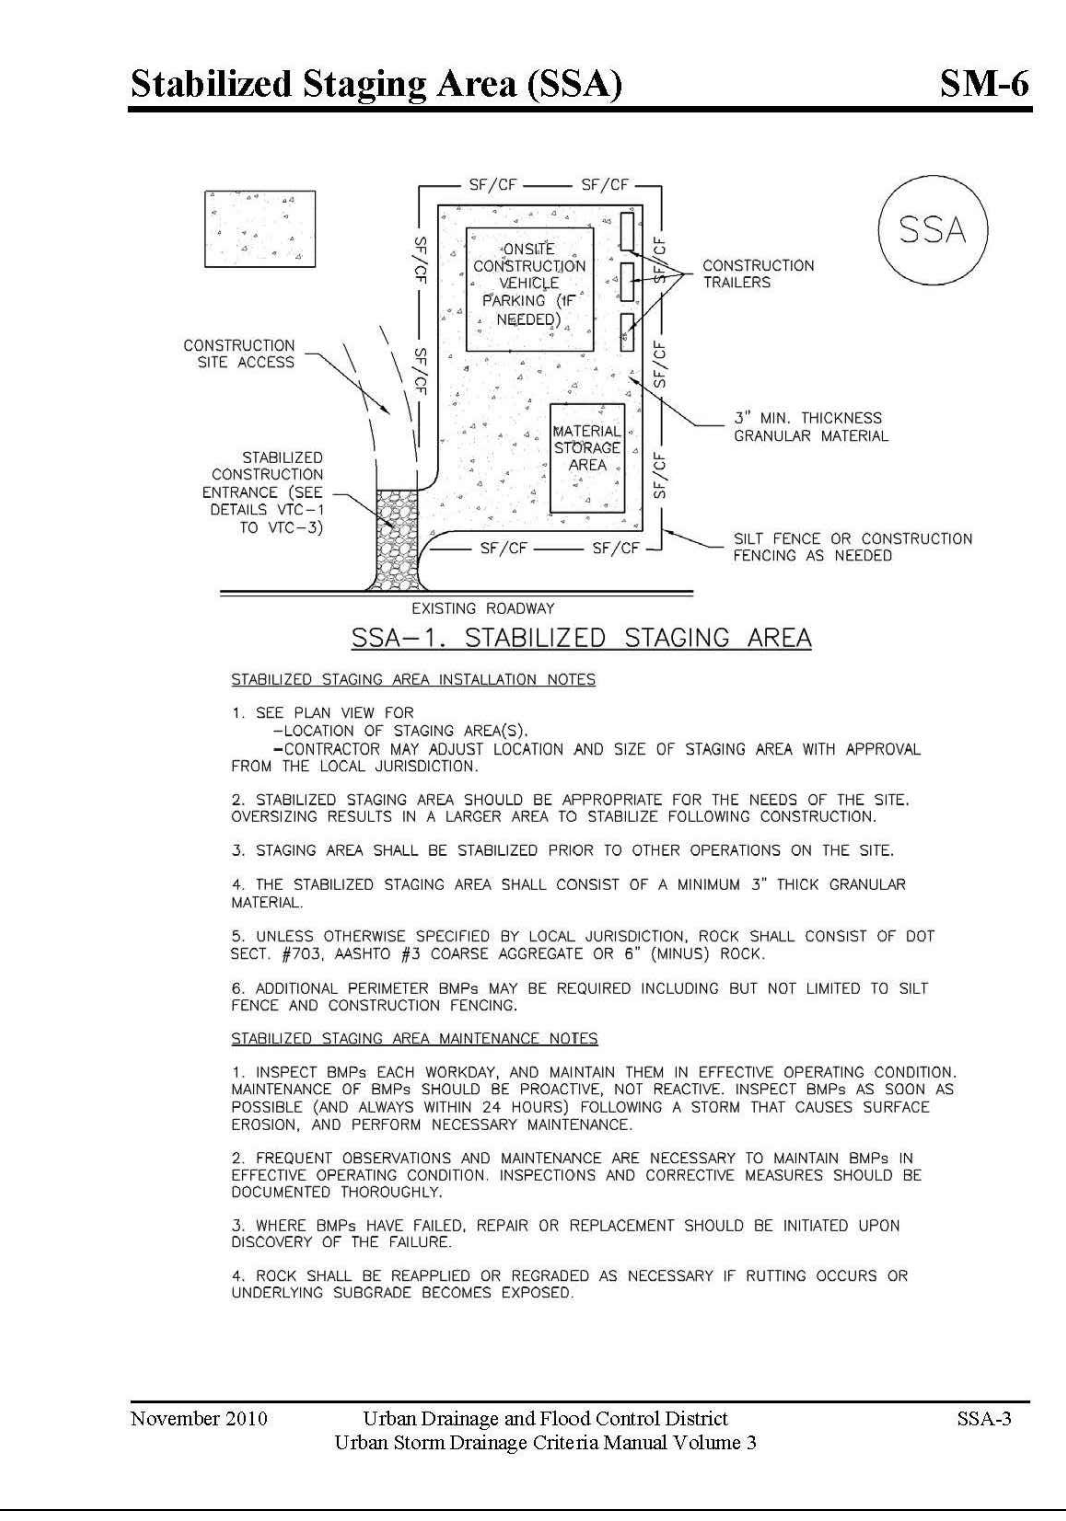 Stabilized Staging Area (SSA) SM-6
SF/CF SF/CF
SSA
SF/CF
SF/CF
ONSITE
CONSTRUCTION
VEHICLE
PARKING (IF
NEEDED)
SF/CF
CONSTRUCTION
TRAILERS
CONSTRUCTION
SITE ACCESS
SF/CF
SF/CF
3" MIN. THICKNESS
GRANULAR MATERIAL
MATERIAL
STORAGE
AREA
STABILIZED
CONSTRUCTION
ENTRANCE (SEE
DETAILS VTC-1
TO VTC-3)
SF/CF
SF/CF SF/CF
SILT FENCE OR CONSTRUCTION
FENCING AS NEEDED
EXISTING ROADWAY
SSA-1. STABILIZED STAGING AREA
STABILIZED STAGING AREA INSTALLATION NOTES
1. SEE PLAN VIEW FOR
-LOCATION OF STAGING AREA(S).
-CONTRACTOR MAY ADJUST LOCATION AND SIZE OF STAGING AREA WITH APPROVAL
FROM THE LOCAL JURISDICTION.
2. STABILIZED STAGING AREA SHOULD BE APPROPRIATE FOR THE NEEDS OF THE SITE.
OVERSIZING RESULTS IN A LARGER AREA TO STABILIZE FOLLOWING CONSTRUCTION.
3. STAGING AREA SHALL BE STABILIZED PRIOR TO OTHER OPERATIONS ON THE SITE.
4. THE STABILIZED STAGING AREA SHALL CONSIST OF A MINIMUM 3" THICK GRANULAR
MATERIAL.
5. UNLESS OTHERWISE SPECIFIED BY LOCAL JURISDICTION, ROCK SHALL CONSIST OF DOT
SECT. #703, AASHTO #3 COARSE AGGREGATE OR 6" (MINUS) ROCK.
6. ADDITIONAL PERIMETER BMPs MAY BE REQUIRED INCLUDING BUT NOT LIMITED TO SILT
FENCE AND CONSTRUCTION FENCING.
STABILIZED STAGING AREA MAINTENANCE NOTES
1. INSPECT BMPs EACH WORKDAY, AND MAINTAIN THEM IN EFFECTIVE OPERATING CONDITION.
MAINTENANCE OF BMPs SHOULD BE PROACTIVE, NOT REACTIVE. INSPECT BMPs AS SOON AS
POSSIBLE (AND ALWAYS WITHIN 24 HOURS) FOLLOWING A STORM THAT CAUSES SURFACE
EROSION, AND PERFORM NECESSARY MAINTENANCE.
2. FREQUENT OBSERVATIONS AND MAINTENANCE ARE NECESSARY TO MAINTAIN BMPs IN
EFFECTIVE OPERATING CONDITION. INSPECTIONS AND CORRECTIVE MEASURES SHOULD BE
DOCUMENTED THOROUGHLY.
3. WHERE BMPs HAVE FAILED, REPAIR OR REPLACEMENT SHOULD BE INITIATED UPON
DISCOVERY OF THE FAILURE.
4. ROCK SHALL BE REAPPLIED OR REGRADED AS NECESSARY IF RUTTING OCCURS OR
UNDERLYING SUBGRADE BECOMES EXPOSED.
November 2010 Urban Drainage and Flood Control District SSA-3
Urban Storm Drainage Criteria Manual Volume 3